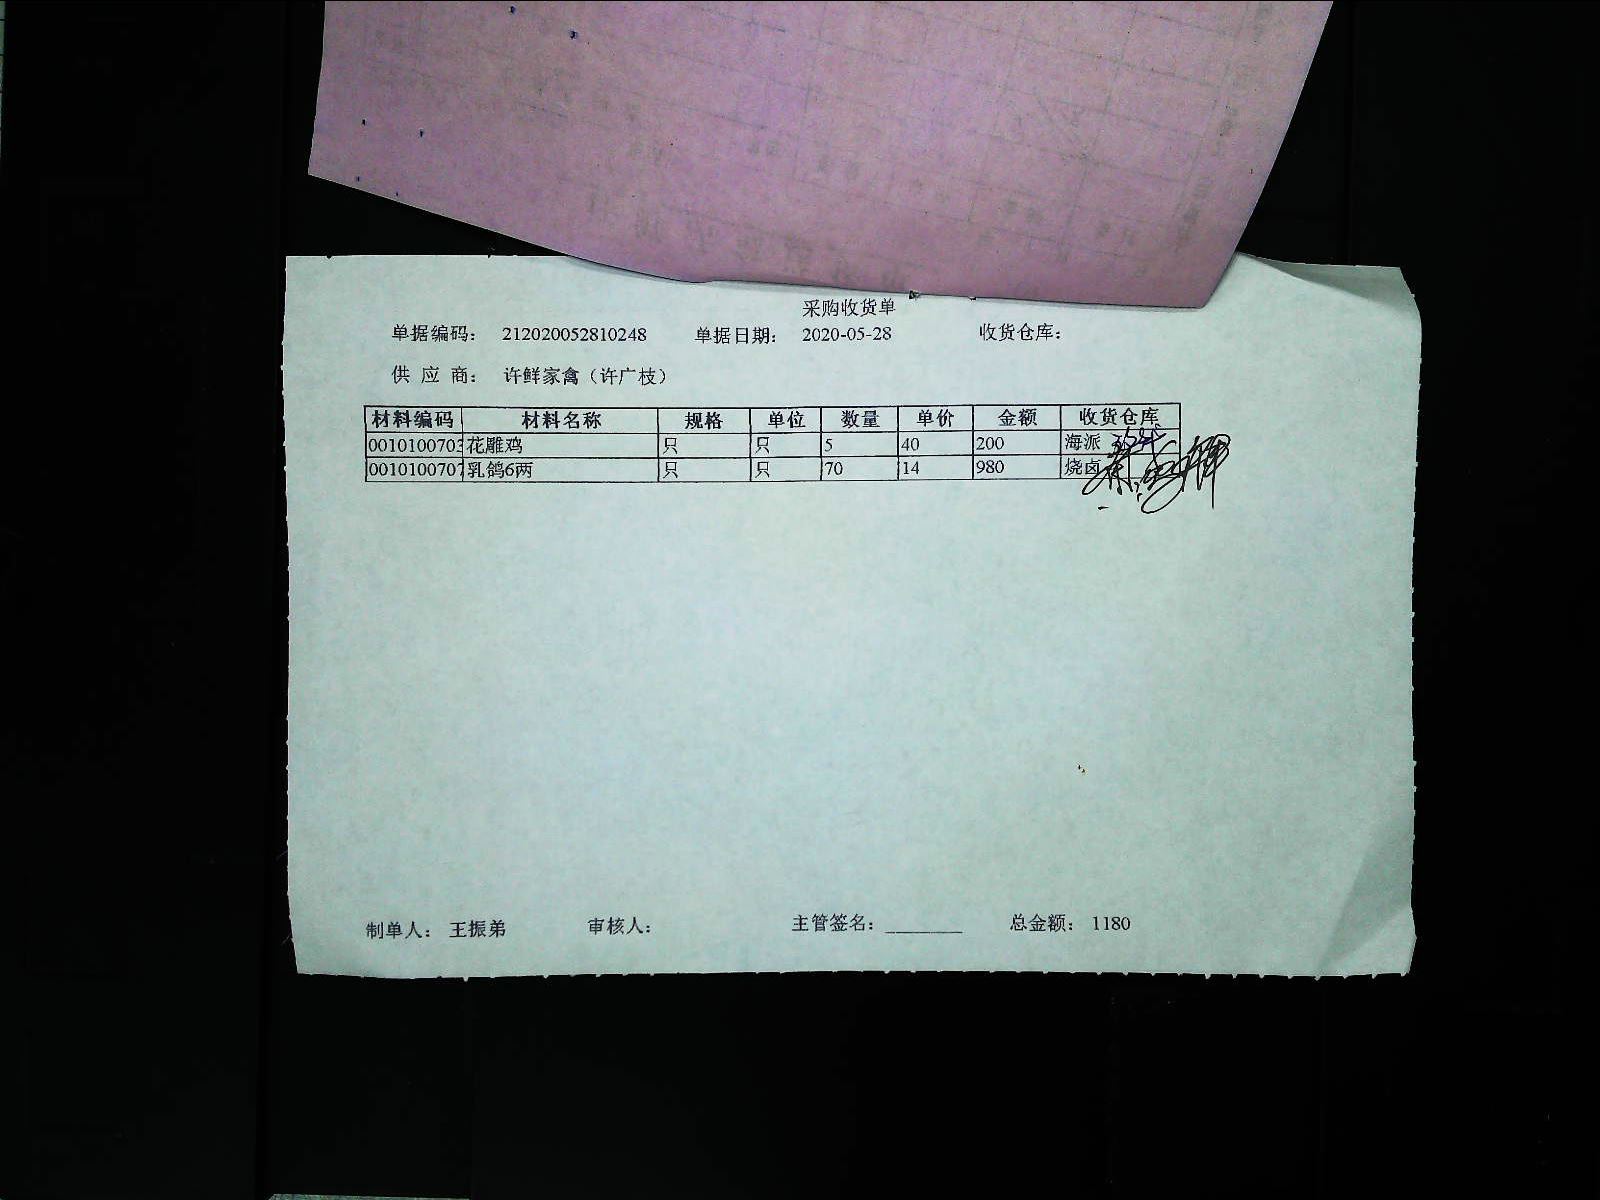 采购收货单
单据编码： 212020052810248 单据日期： 2020-05-28 收货仓库：
供 应 商： 许鲜家禽（许广枝）
材料编码 材料名称 规格 单位 数量 单价 金额 收货仓库
0010100703 花雕鸡 只 只 5 40 200 海派
0010100707 乳鸽6两 只 只 70 14 980 烧卤
制单人： 王振弟 审核人： 主管签名：________ 总金额： 1180